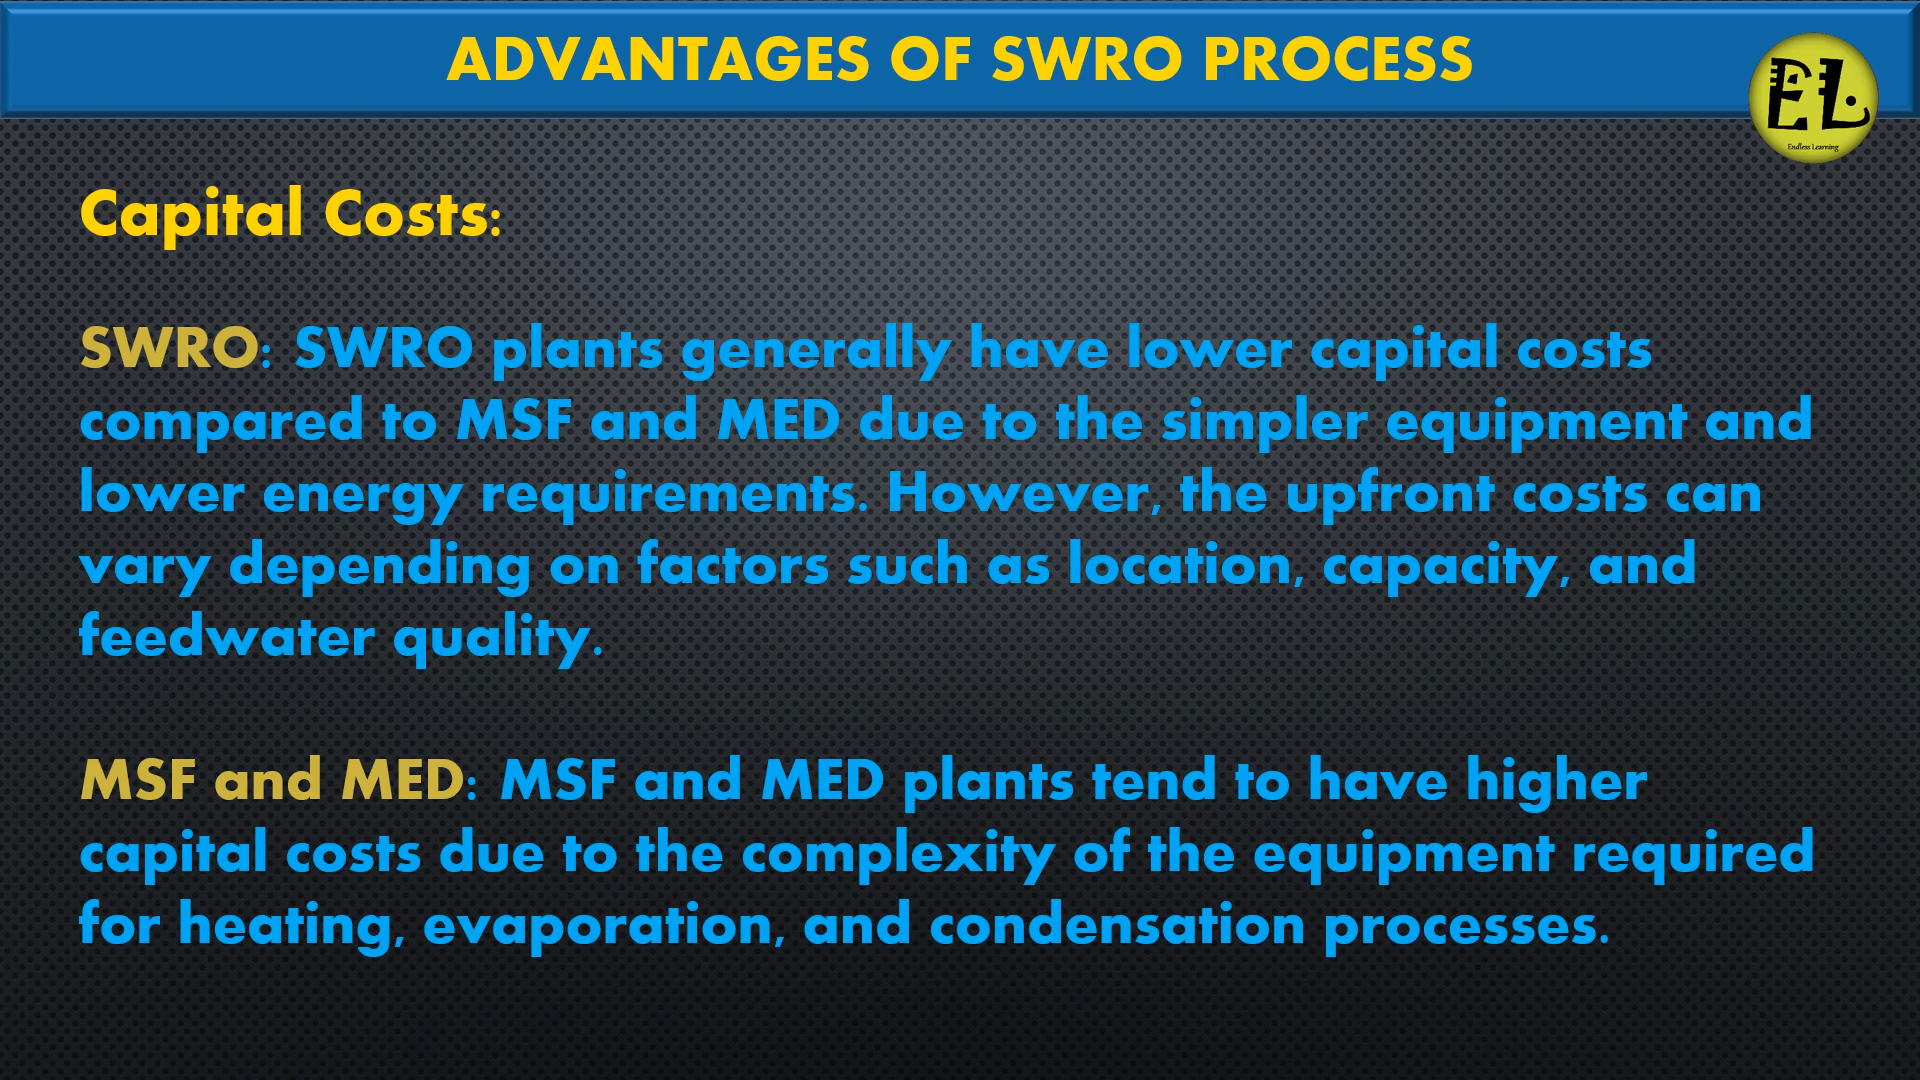 ADVANTAGES OF SWRO PROCESS
EL
Endless Learning
Capital Costs:
SWRO: SWRO plants generally have lower capital costs
compared to MSF and MED due to the simpler equipment and
lower energy requirements. However, the upfront costs can
vary depending on factors such as location, capacity, and
feedwater quality.
MSF and MED: MSF and MED plants tend to have higher
capital costs due to the complexity of the equipment required
for heating, evaporation, and condensation processes.